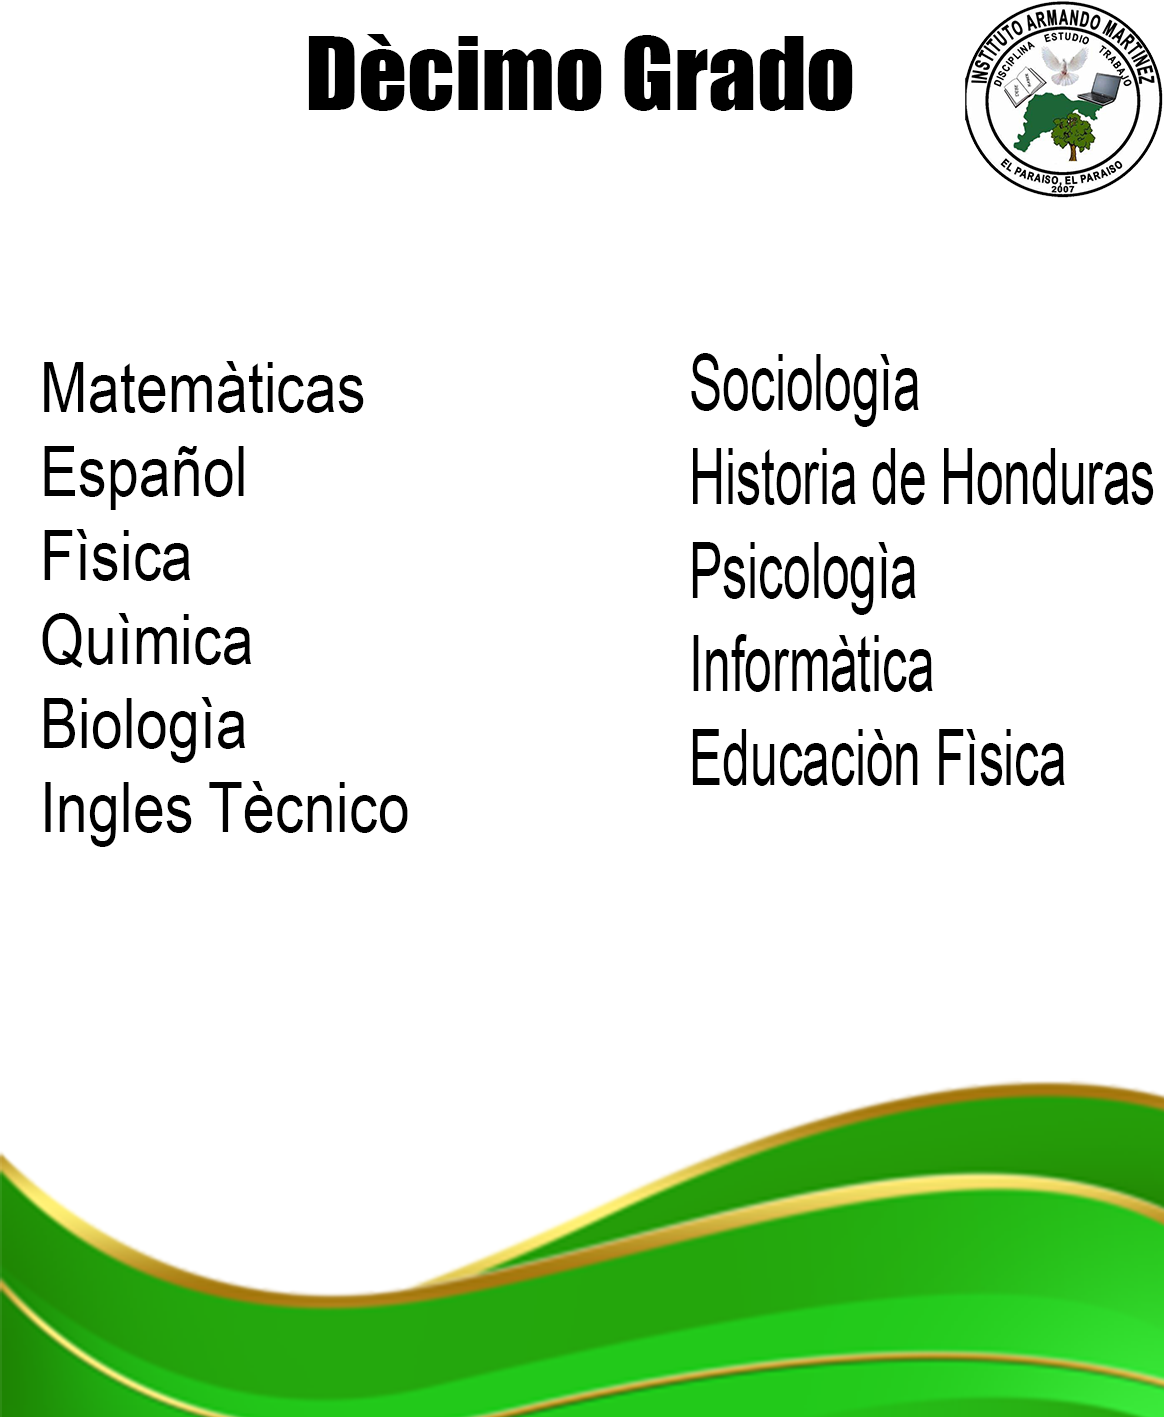 Dècimo Grado
INSTITUTO ARMANDO MARTINEZ
DISCIPLINA ESTUDIO TRABAJO
EL PARAISO, EL PARAISO
2007
Matemàticas
Español
Fìsica
Quìmica
Biologìa
Ingles Tècnico
Sociologìa
Historia de Honduras
Psicologìa
Informàtica
Educaciòn Fìsica